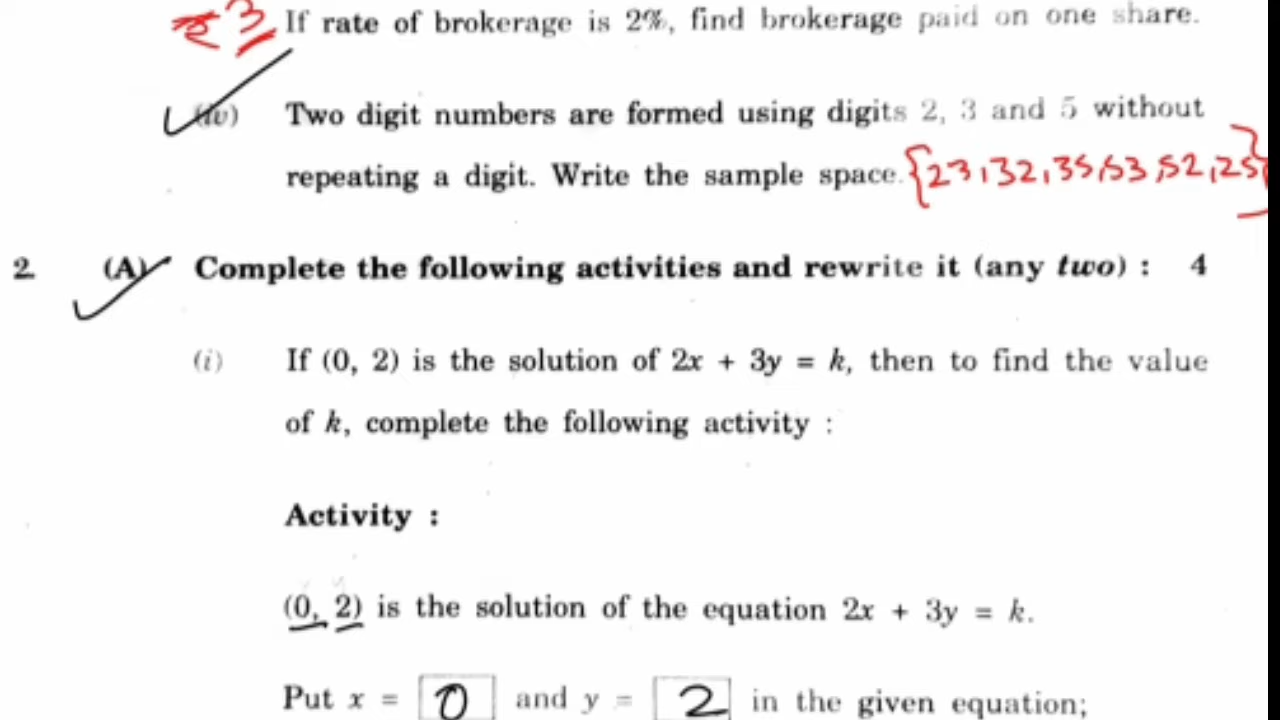 ₹ 3 If rate of brokerage is 2%, find brokerage paid on one share.
(iv) Two digit numbers are formed using digits 2, 3 and 5 without
repeating a digit. Write the sample space. {23,32,35,53,52,25}
2 (A) Complete the following activities and rewrite it (any two) : 4
(i) If (0, 2) is the solution of 2x + 3y = k, then to find the value
of k, complete the following activity :
Activity :
(0, 2) is the solution of the equation 2x + 3y = k.
Put x = 0 and y = 2 in the given equation;